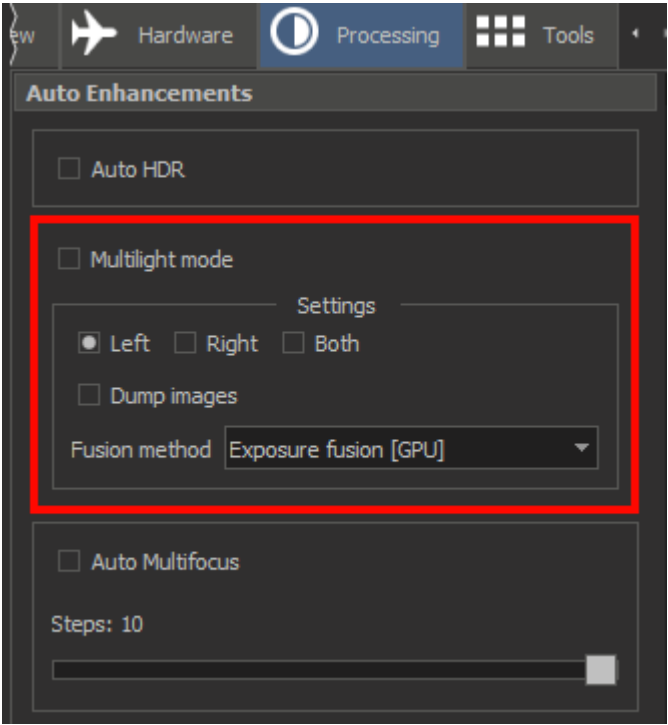 ew Hardware Processing Tools
Auto Enhancements
Auto HDR
Multilight mode
Settings
Left Right Both
Dump images
Fusion method Exposure fusion [GPU]
Auto Multifocus
Steps: 10